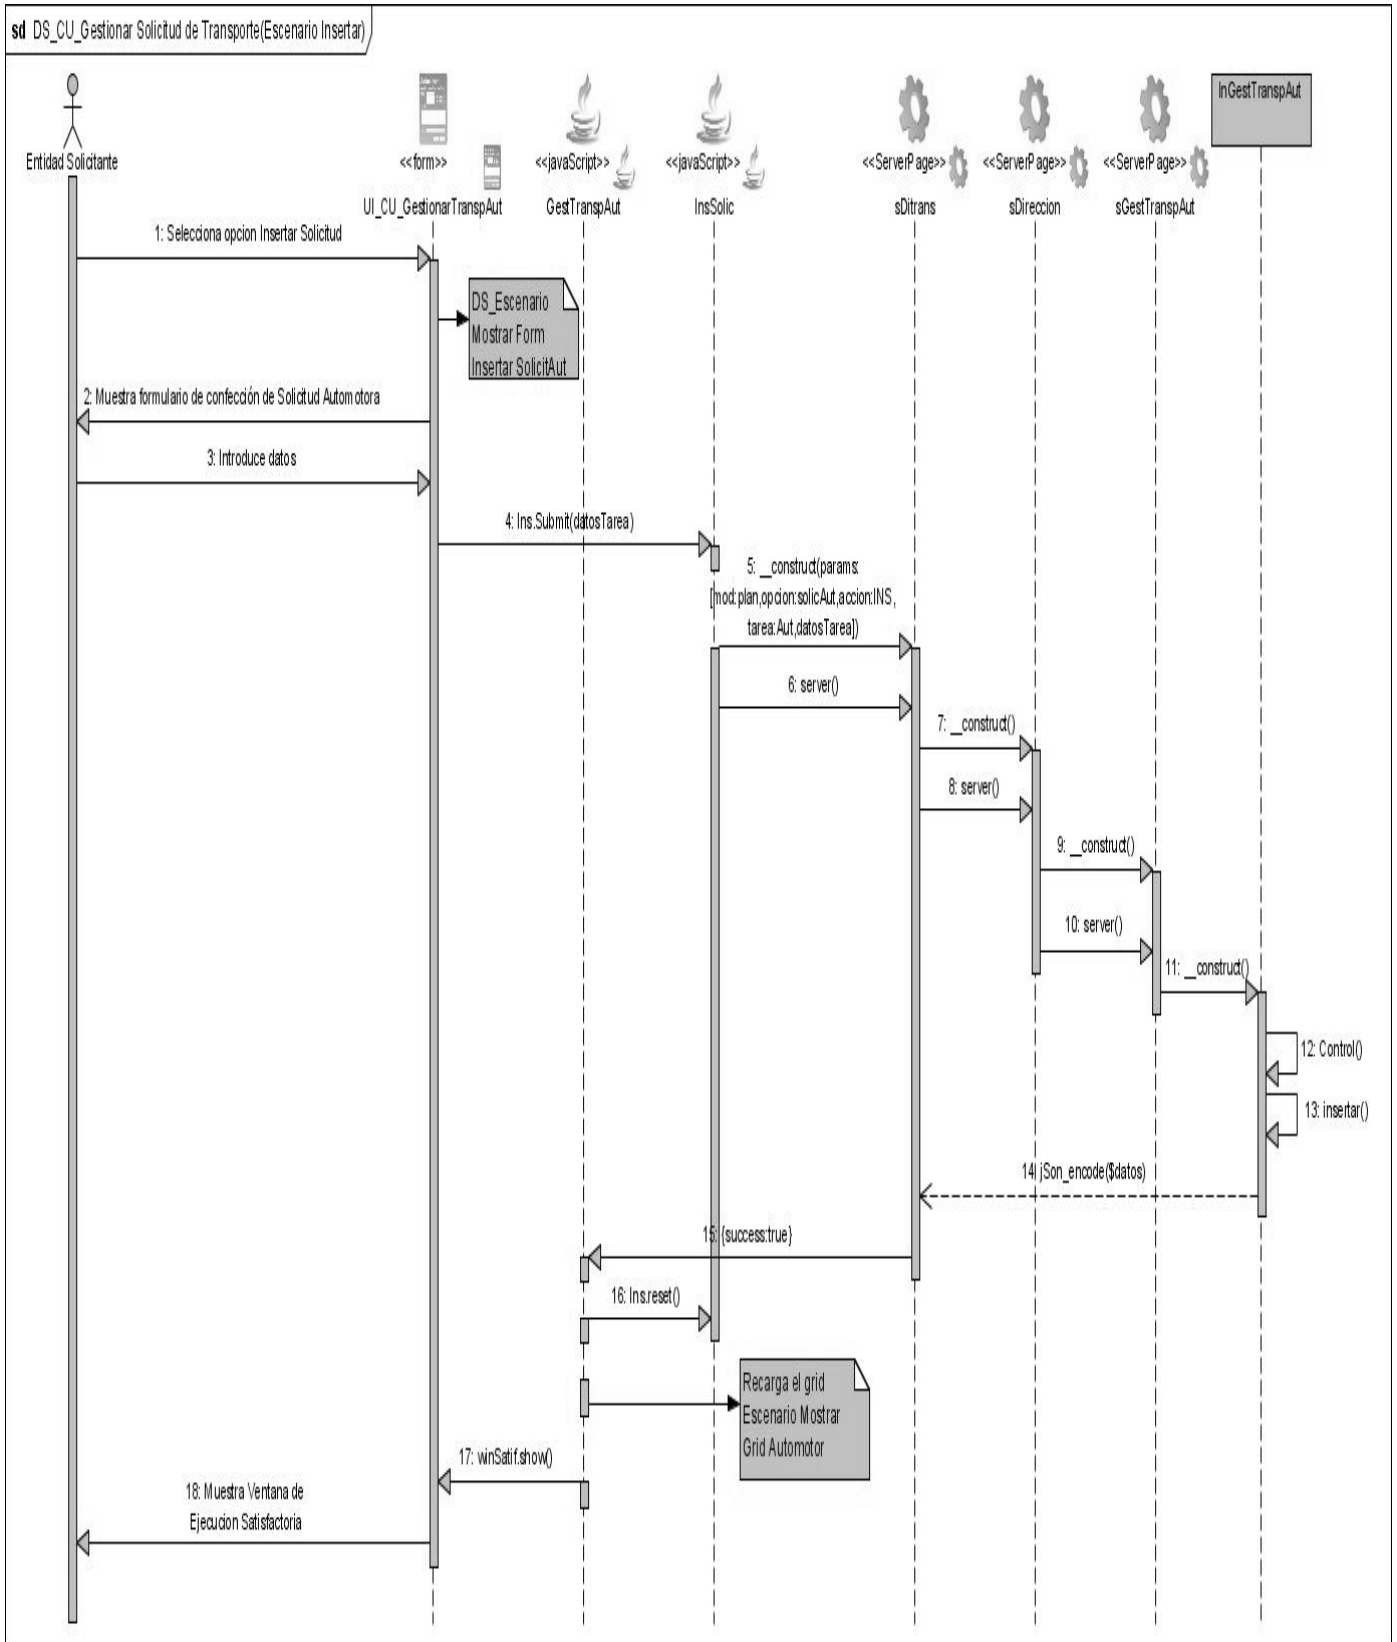 sd DS_CU_Gestionar Solicitud de Transporte(Escenario Insertar)
InGestTranspAut
Entidad Solicitante
<<form>>
<<javaScript>>
<<javaScript>>
<<ServerPage>>
<<ServerPage>>
<<ServerPage>>
UI_CU_GestionarTranspAut
GestTranspAut
InsSolic
sDitrans
sDireccion
sGestTranspAut
1: Selecciona opcion Insertar Solicitud
DS_Escenario
Mostrar Form
Insertar SolicitAut
2: Muestra formulario de confección de Solicitud Automotora
3: Introduce datos
4: Ins.Submit(datosTarea)
5: __construct(params:
[mod:plan,opcion:solicAut,accion:INS,
tarea:Aut,datosTarea])
6: server()
7: __construct()
8: server()
9: __construct()
10: server()
11: __construct()
12: Control()
13: insertar()
14: jSon_encode($datos)
15: {success:true}
16: Ins.reset()
Recarga el grid
Escenario Mostrar
Grid Automotor
17: winSatif.show()
18: Muestra Ventana de
Ejecucion Satisfactoria